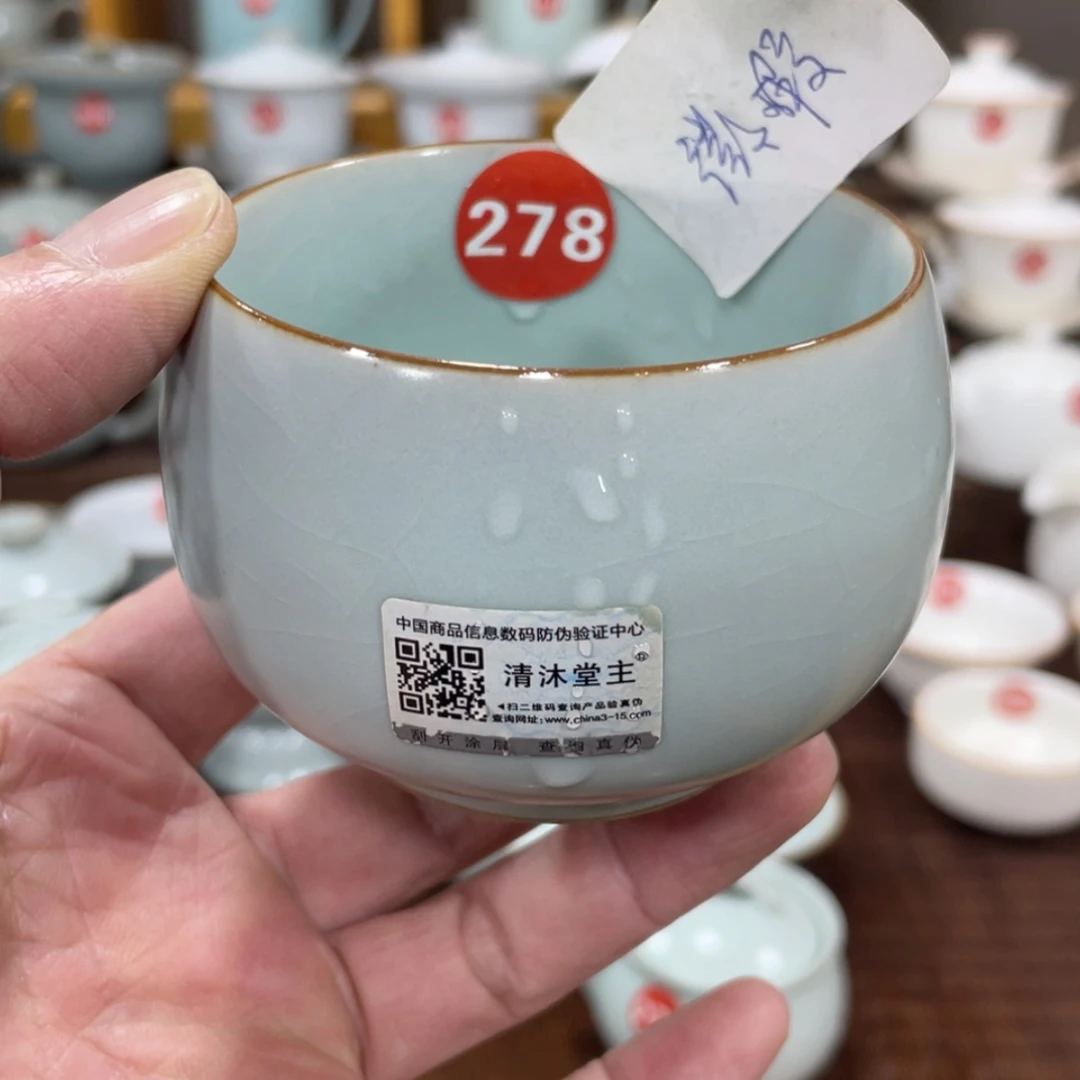 278
中国商品信息数码防伪验证中心
清沐堂主
◀扫二维码查询产品验真伪
查询网址:www.china3-15.com
刮开涂层 查询真伪